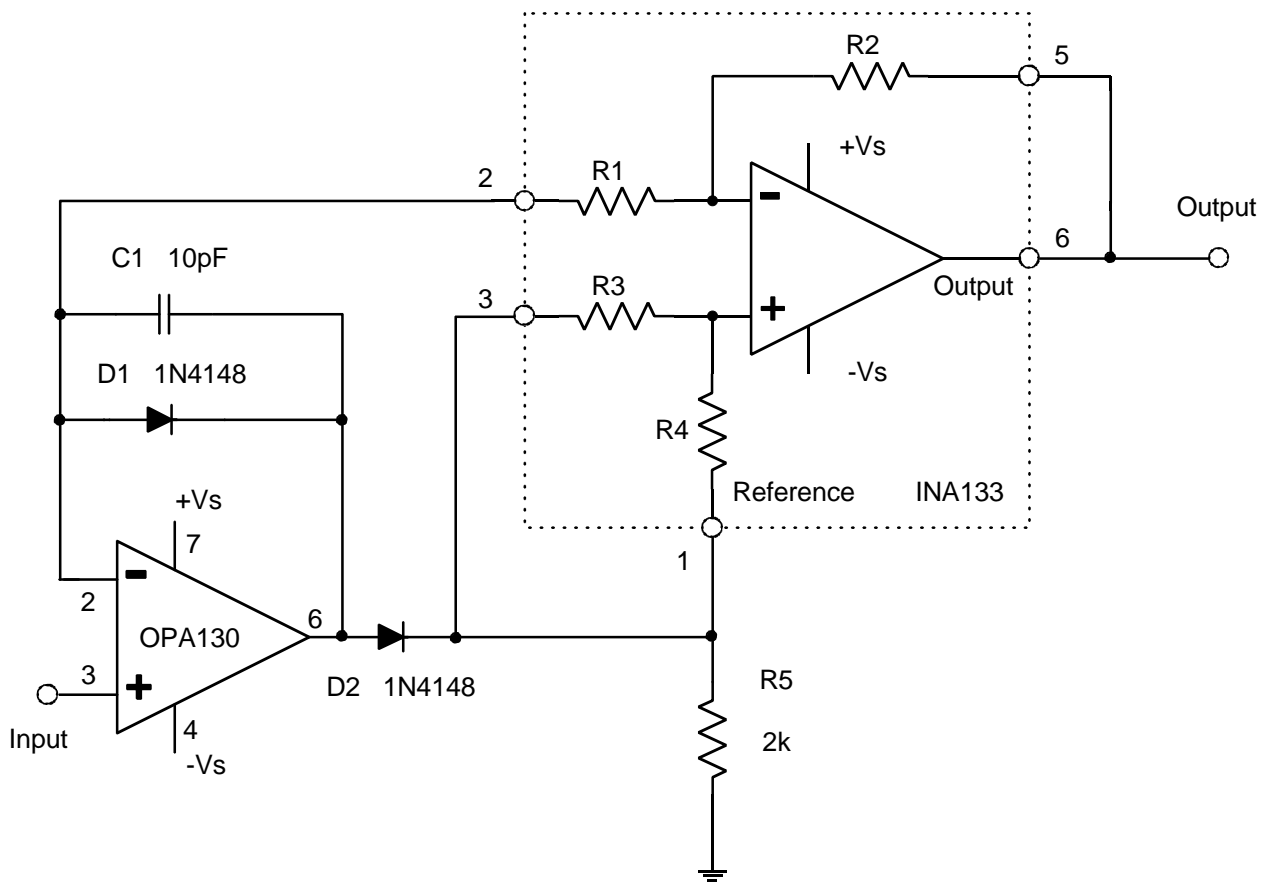 R2
5
+Vs
2
R1
-
Output
C1 10pF
6
3
R3
+
Output
D1 1N4148
-Vs
R4
Reference INA133
+Vs
7
1
-
2
6
OPA130
3
+
D2 1N4148
R5
Input
4
2k
-Vs